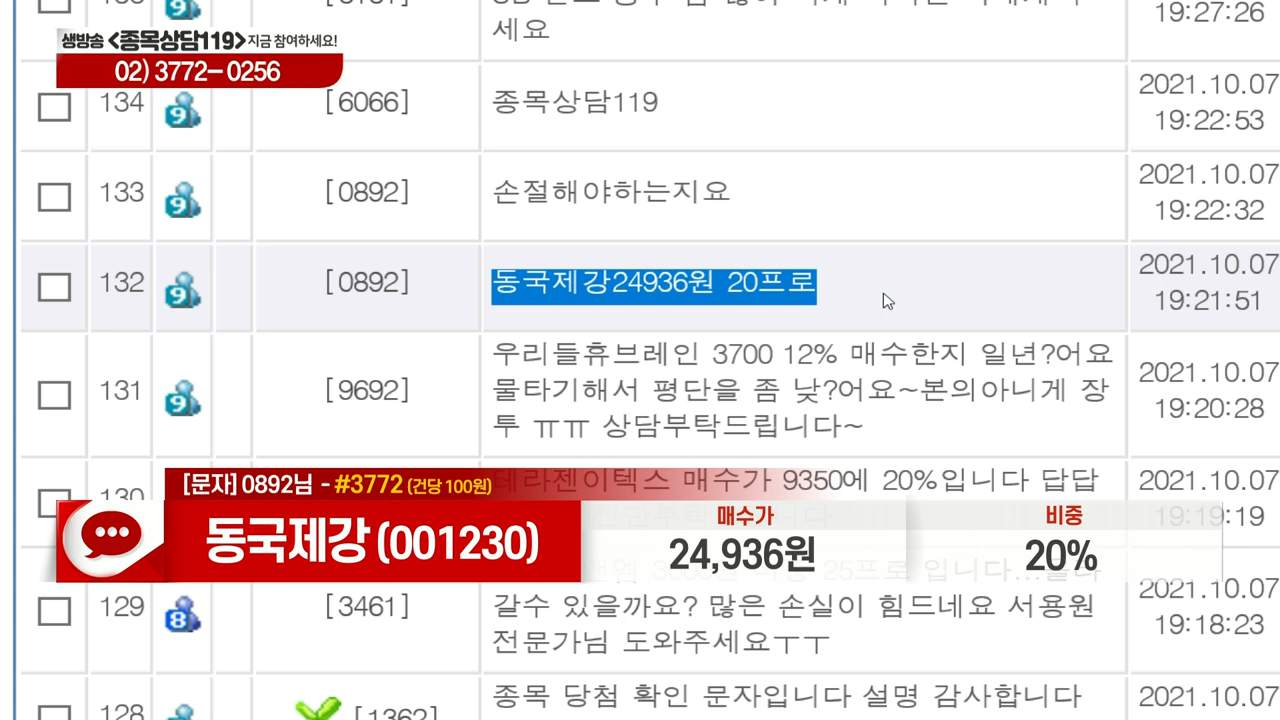 세요
19:27:26
생방송 <종목상담119> 지금 참여하세요!
02) 3772-0256
134 [6066] 종목상담119 2021.10.07 19:22:53
133 [0892] 손절해야하는지요 2021.10.07 19:22:32
132 [0892] 동국제강24936원 20프로 2021.10.07 19:21:51
131 [9692] 우리들휴브레인 3700 12% 매수한지 일년?어요
물타기해서 평단을 좀 낮?어요~본의아니게 장
투 ㅠㅠ 상담부탁드립니다~
2021.10.07 19:20:28
130 테라젠이텍스 매수가 9350에 20%입니다 답답
2021.10.07 19:19:19
[문자] 0892님 - #3772 (건당 100원)
동국제강 (001230)
매수가
24,936원
비중
20%
129 [3461] 갈수 있을까요? 많은 손실이 힘드네요 서용원
전문가님 도와주세요ㅜㅜ
2021.10.07 19:18:23
128 [1362] 종목 당첨 확인 문자입니다 설명 감사합니다
2021.10.07